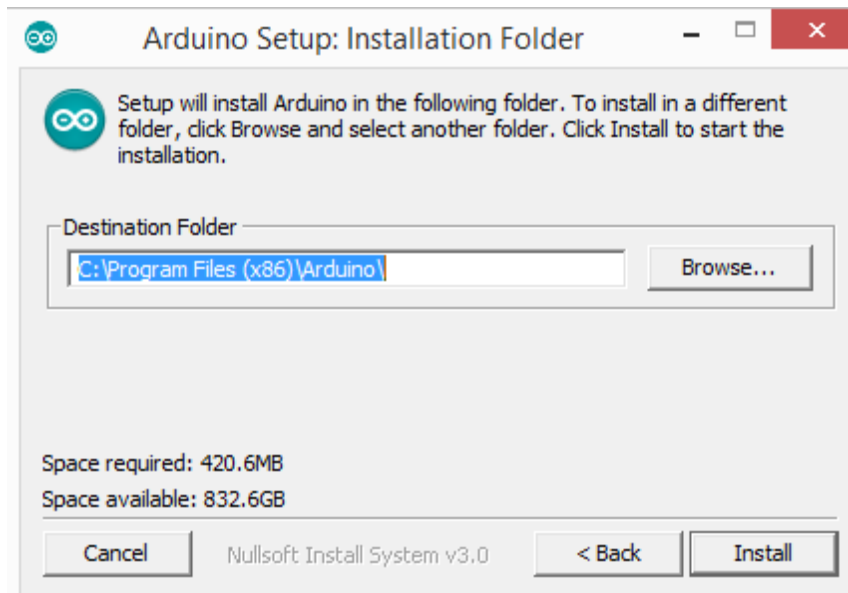 Arduino Setup: Installation Folder
Setup will install Arduino in the following folder. To install in a different
folder, click Browse and select another folder. Click Install to start the
installation.
Destination Folder
C:\Program Files (x86)\Arduino\
Browse...
Space required: 420.6MB
Space available: 832.6GB
Cancel
Nullsoft Install System v3.0
< Back
Install